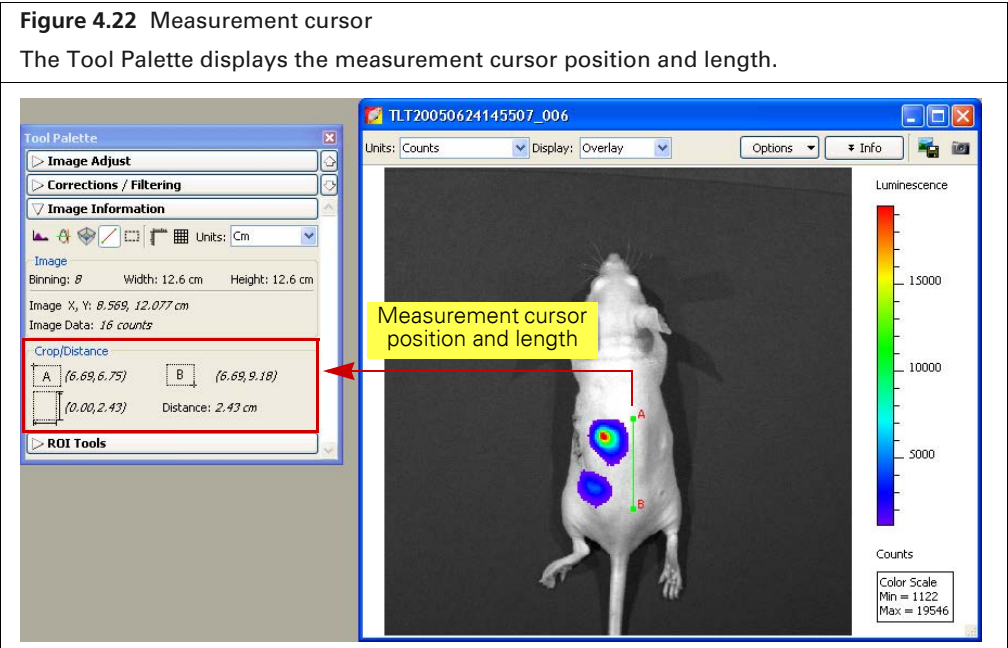 Figure 4.22 Measurement cursor
The Tool Palette displays the measurement cursor position and length.
Tool Palette
Image Adjust
Corrections / Filtering
Image Information
Units: Cm
Image
Binning: 8 Width: 12.6 cm Height: 12.6 cm
Image X, Y: 8.569, 12.077 cm
Image Data: 16 counts
Crop/Distance
A (6.69,6.75) B (6.69,9.18)
(0.00,2.43) Distance: 2.43 cm
ROI Tools
Measurement cursor
position and length
TLT20050624145507_006
Units: Counts Display: Overlay Options Info
Luminescence
15000
10000
5000
A
B
Counts
Color Scale
Min = 1122
Max = 19546